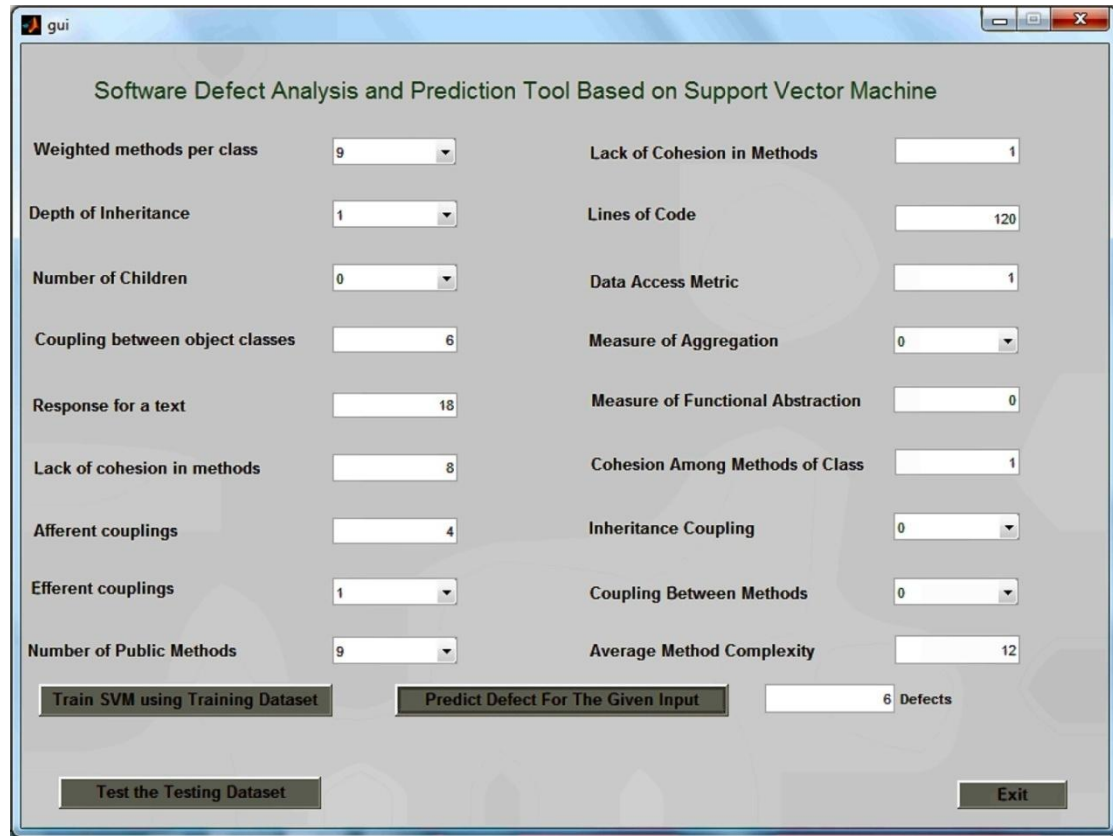 gui
Software Defect Analysis and Prediction Tool Based on Support Vector Machine
Weighted methods per class 9
Lack of Cohesion in Methods 1
Depth of Inheritance 1
Lines of Code 120
Number of Children 0
Data Access Metric 1
Coupling between object classes 6
Measure of Aggregation 0
Response for a text 18
Measure of Functional Abstraction 0
Lack of cohesion in methods 8
Cohesion Among Methods of Class 1
Afferent couplings 4
Inheritance Coupling 0
Efferent couplings 1
Coupling Between Methods 0
Number of Public Methods 9
Average Method Complexity 12
Train SVM using Training Dataset
Predict Defect For The Given Input
6 Defects
Test the Testing Dataset
Exit